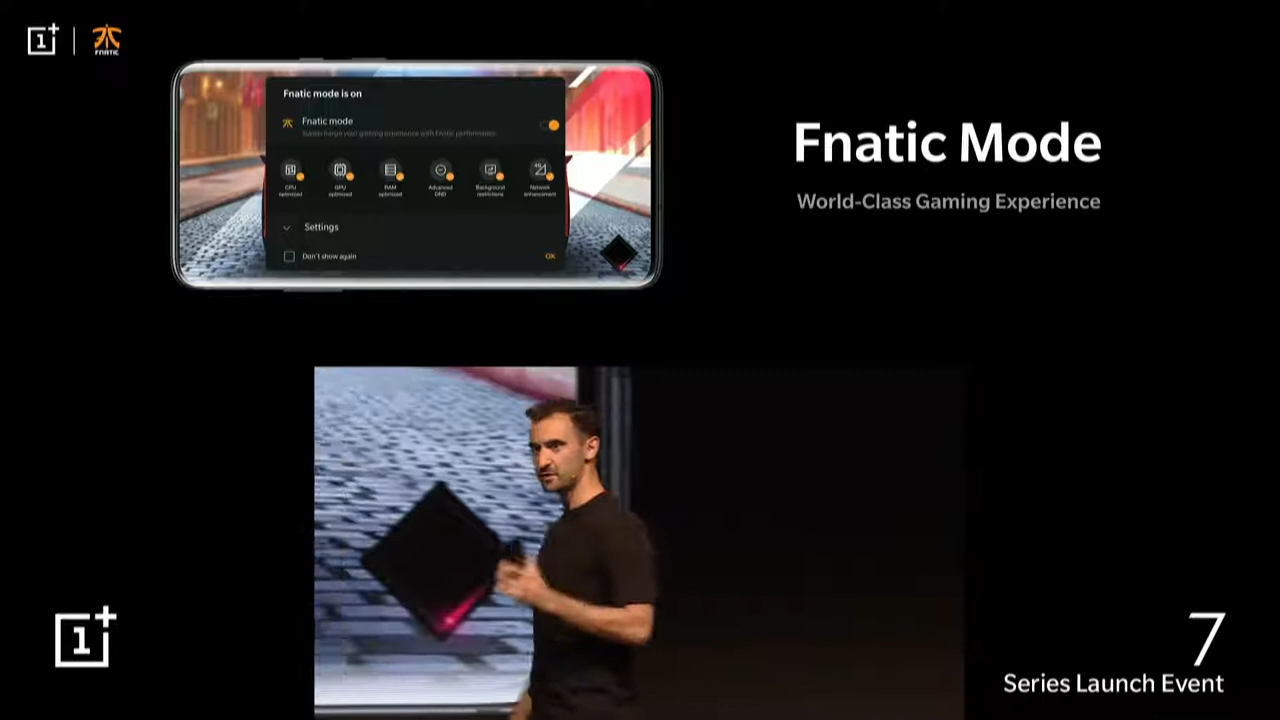 FNATIC
Fnatic mode is on
Fnatic mode
CPU
optimized
GPU
optimized
RAM
optimized
Advanced
DND
Background
restrictions
Network
enhancement
Settings
Don't show again
OK
Fnatic Mode
World-Class Gaming Experience
1+
7
Series Launch Event